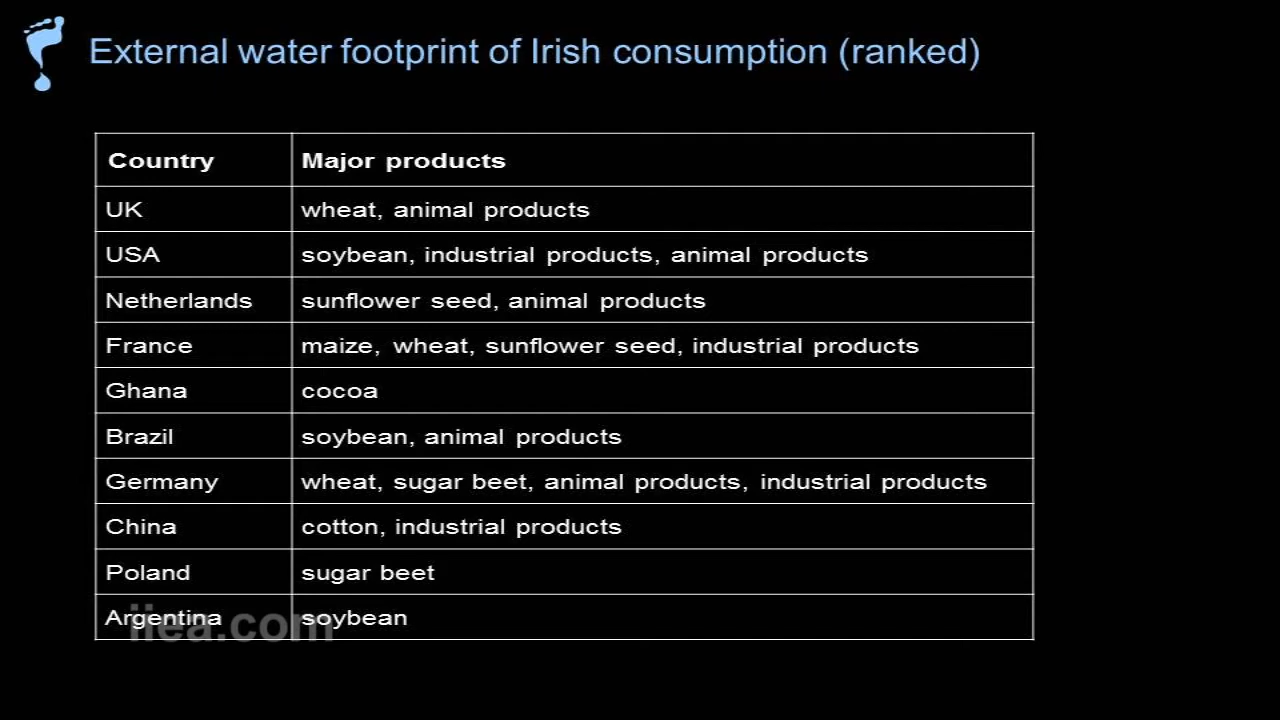 External water footprint of Irish consumption (ranked)
Country Major products
UK wheat, animal products
USA soybean, industrial products, animal products
Netherlands sunflower seed, animal products
France maize, wheat, sunflower seed, industrial products
Ghana cocoa
Brazil soybean, animal products
Germany wheat, sugar beet, animal products, industrial products
China cotton, industrial products
Poland sugar beet
Argentina soybean
iiea.com